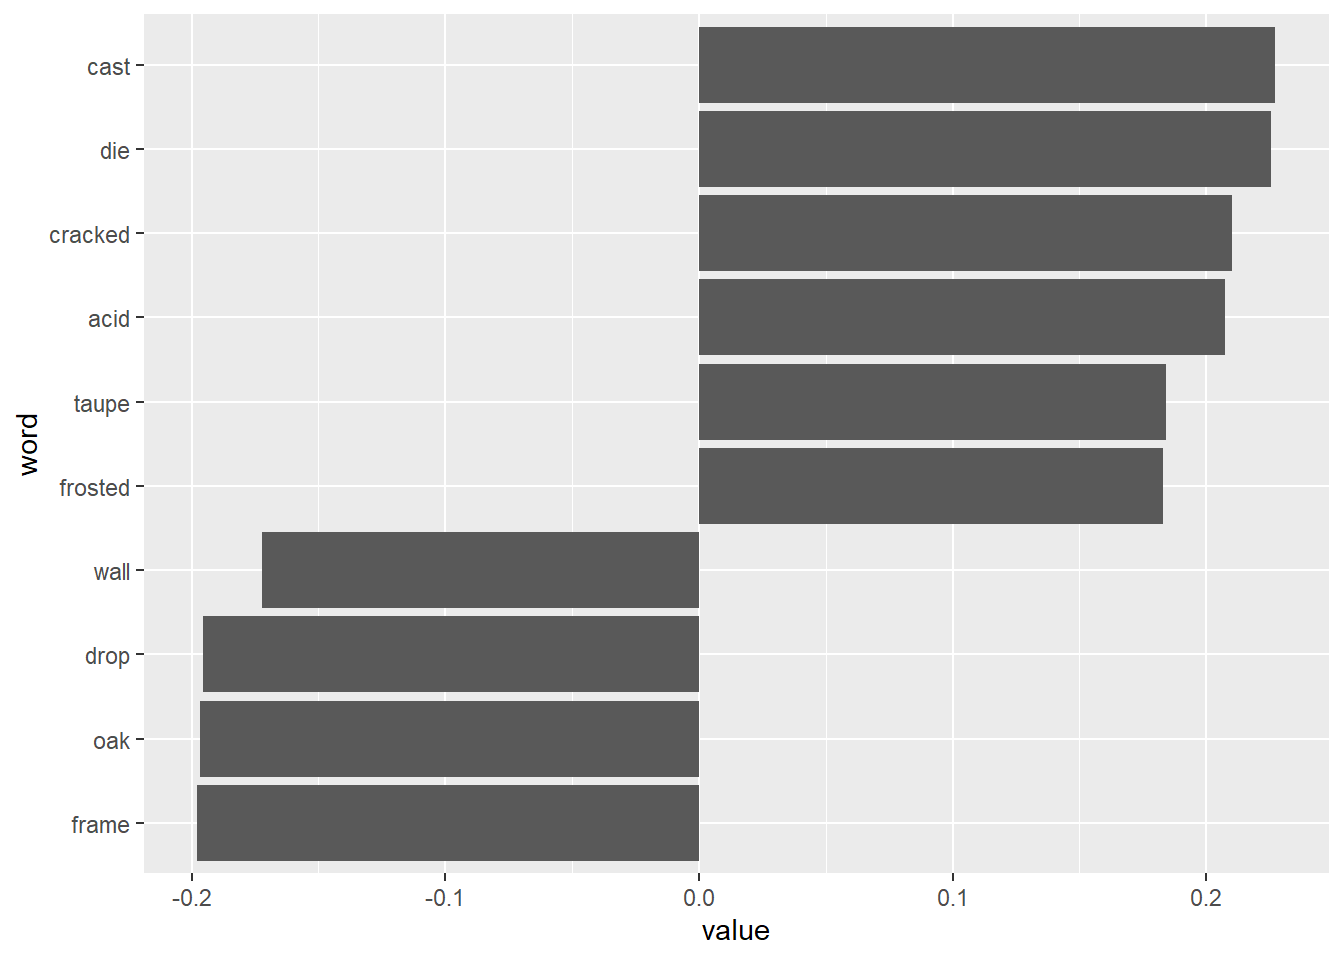 cast
die
cracked
acid
taupe
frosted
wall
drop
oak
frame
word
-0.2 -0.1 0.0 0.1 0.2
value